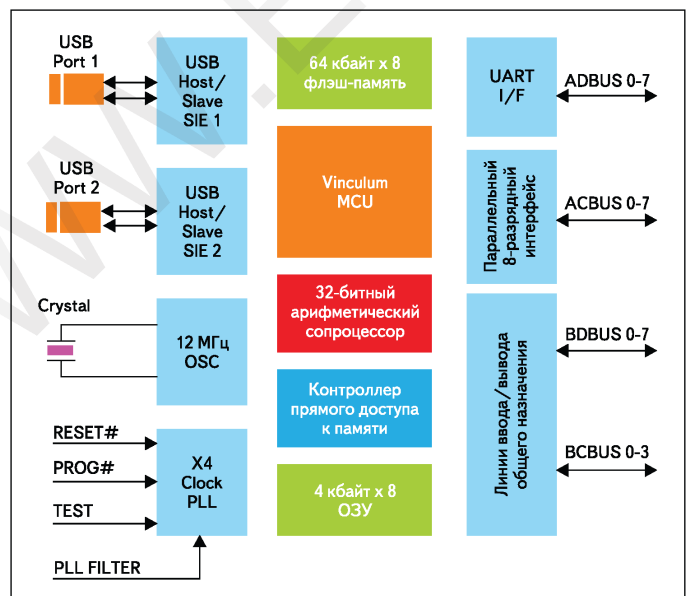 USB
Port 1
USB
Host/
Slave
SIE 1
64 кбайт x 8
флэш-память
UART
I/F
ADBUS 0-7
USB
Port 2
USB
Host/
Slave
SIE 2
Vinculum
MCU
Параллельный
8-разрядный
интерфейс
ACBUS 0-7
Crystal
12 МГц
OSC
32-битный
арифметический
сопроцессор
Линии ввода/вывода
общего назначения
BDBUS 0-7
BCBUS 0-3
Контроллер
прямого доступа
к памяти
RESET#
PROG#
TEST
PLL FILTER
X4
Clock
PLL
4 кбайт x 8
ОЗУ